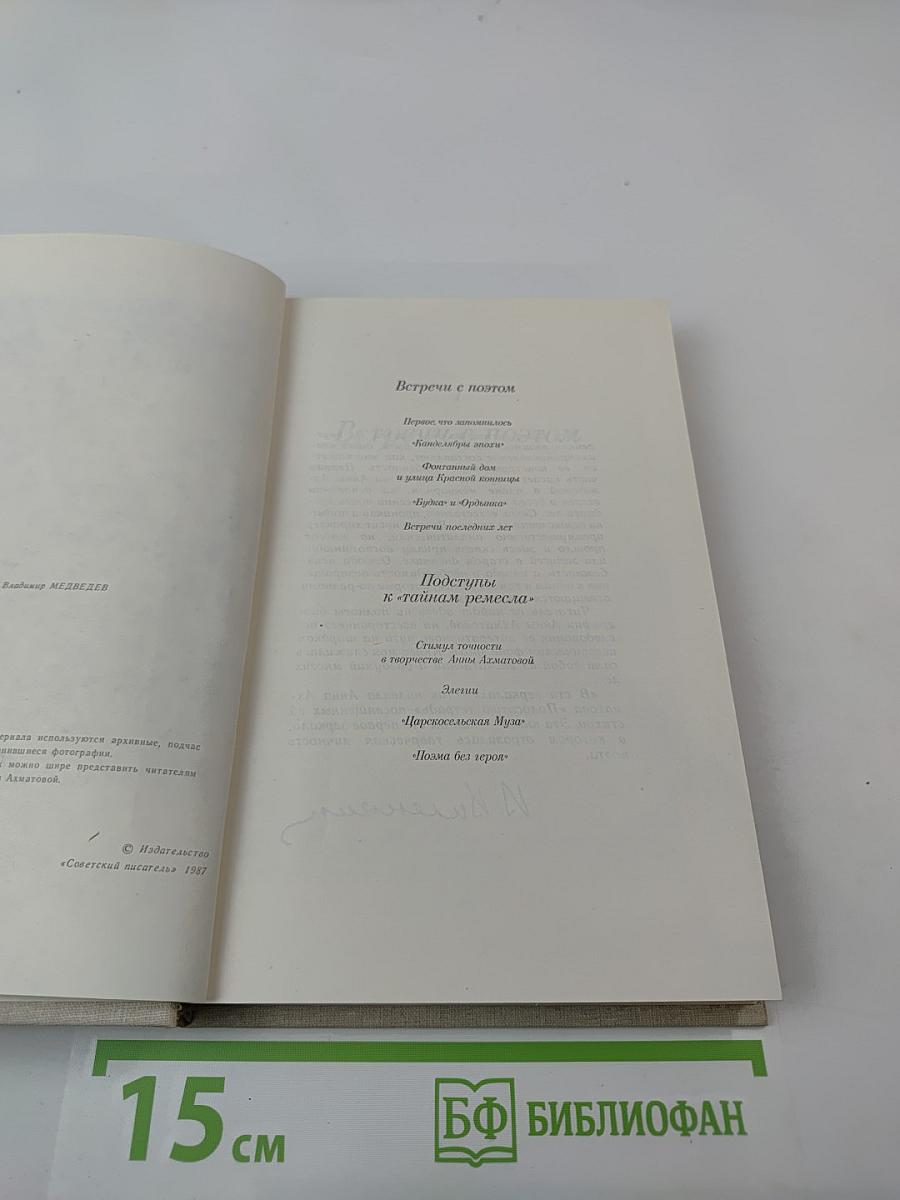 Владимир МЕДВЕДЕВ
ериала используются архивные, подчас
нившиеся фотографии.
можно шире представить читателям
Ахматовой.
© Издательство
«Советский писатель» 1987
Встречи с поэтом
Первое, что запомнилось
«Канделябры эпохи»
Фонтанный дом
и улица Красной конницы
«Будка» и «Ордынка»
Встречи последних лет
Подступы
к «тайнам ремесла»
Стимул точности
в творчестве Анны Ахматовой
Элегии
«Царскосельская Муза»
«Поэма без героя»
15 см
БФ БИБЛИОФАН